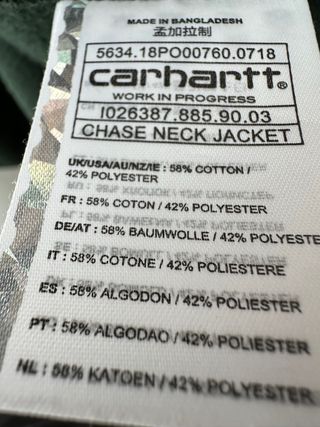 MADE IN BANGLADESH
孟加拉制
5634.18PO00760.0718
carhartt®
WORK IN PROGRESS
I026387.885.90.03
CHASE NECK JACKET
UK/USA/AU/NZ/IE : 58% COTTON /
42% POLYESTER
FR : 58% COTON / 42% POLYESTER
DE/AT : 58% BAUMWOLLE / 42% POLYESTE
IT : 58% COTONE / 42% POLIESTERE
ES : 58% ALGODON / 42% POLIESTER
PT : 58% ALGODAO / 42% POLIESTER
NL : 58% KATOEN / 42% POLYESTER